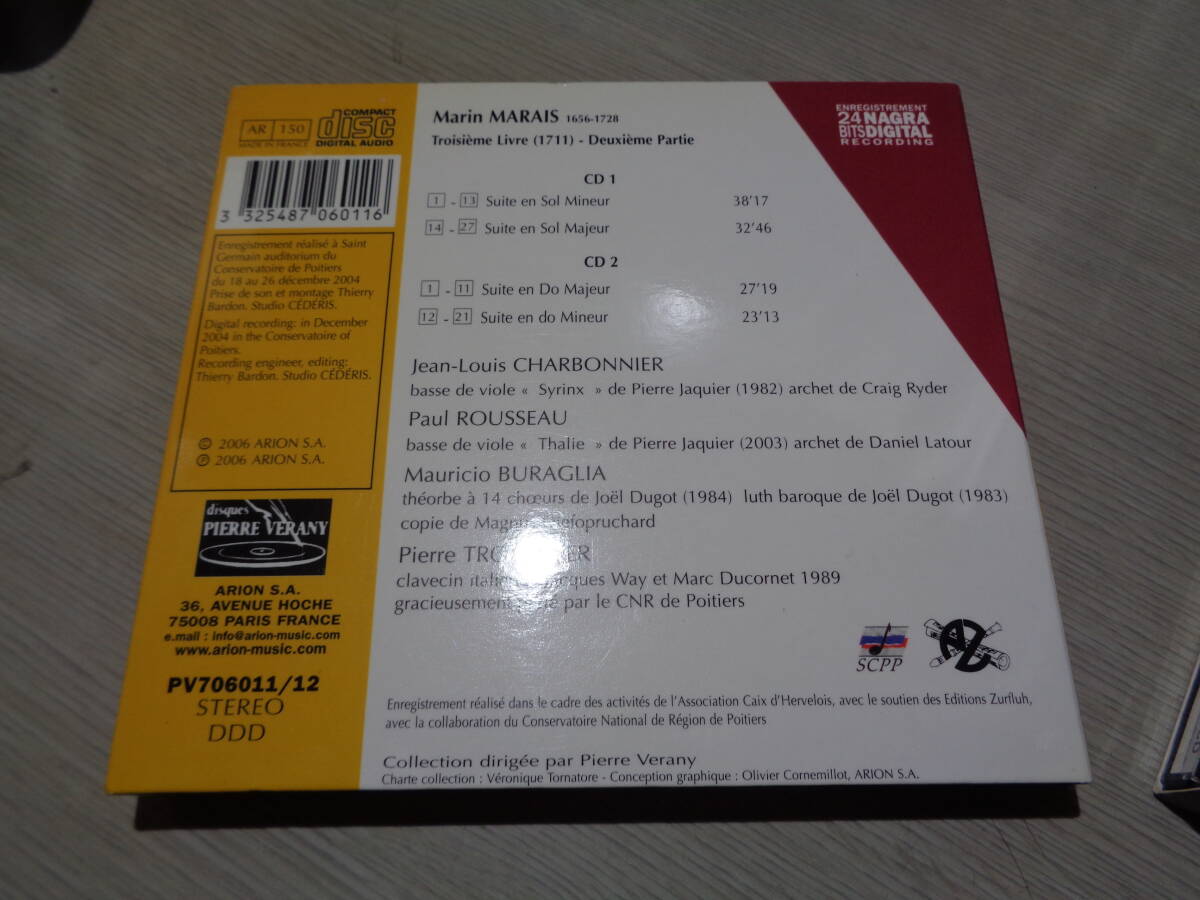 AR 150
MADE IN FRANCE
COMPACT
disc
DIGITAL AUDIO
3 325487 060116
Enregistrement réalisé à Saint
Germain auditorium du
Conservatoire de Poitiers
du 18 au 26 décembre 2004
Prise de son et montage Thierry
Bardon. Studio CÉDÉRIS.
Digital recording: in December
2004 in the Conservatoire of
Poitiers.
Recording engineer, editing:
Thierry Bardon. Studio CÉDÉRIS.
© 2006 ARION S.A.
℗ 2006 ARION S.A.
disques
PIERRE VERANY
ARION S.A.
36, AVENUE HOCHE
75008 PARIS FRANCE
e.mail : info@arion-music.com
www.arion-music.com
PV706011/12
STEREO
DDD
Marin MARAIS 1656-1728
Troisième Livre (1711) - Deuxième Partie
CD 1
1 - 13 Suite en Sol Mineur 38'17
14 - 27 Suite en Sol Majeur 32'46
CD 2
1 - 11 Suite en Do Majeur 27'19
12 - 21 Suite en do Mineur 23'13
Jean-Louis CHARBONNIER
basse de viole « Syrinx » de Pierre Jaquier (1982) archet de Craig Ryder
Paul ROUSSEAU
basse de viole « Thalie » de Pierre Jaquier (2003) archet de Daniel Latour
Mauricio BURAGLIA
théorbe à 14 chœurs de Joël Dugot (1984) luth baroque de Joël Dugot (1983)
copie de
Pierre
clavecin Way et Marc Ducornet 1989
gracieusement par le CNR de Poitiers
ENREGISTREMENT
24 NAGRA
BITS DIGITAL
RECORDING
SCPP
Enregistrement réalisé dans le cadre des activités de l'Association Caix d'Hervelois, avec le soutien des Editions Zurfluh,
avec la collaboration du Conservatoire National de Région de Poitiers
Collection dirigée par Pierre Verany
Charte collection : Véronique Tornatore - Conception graphique : Olivier Cornemillot, ARION S.A.